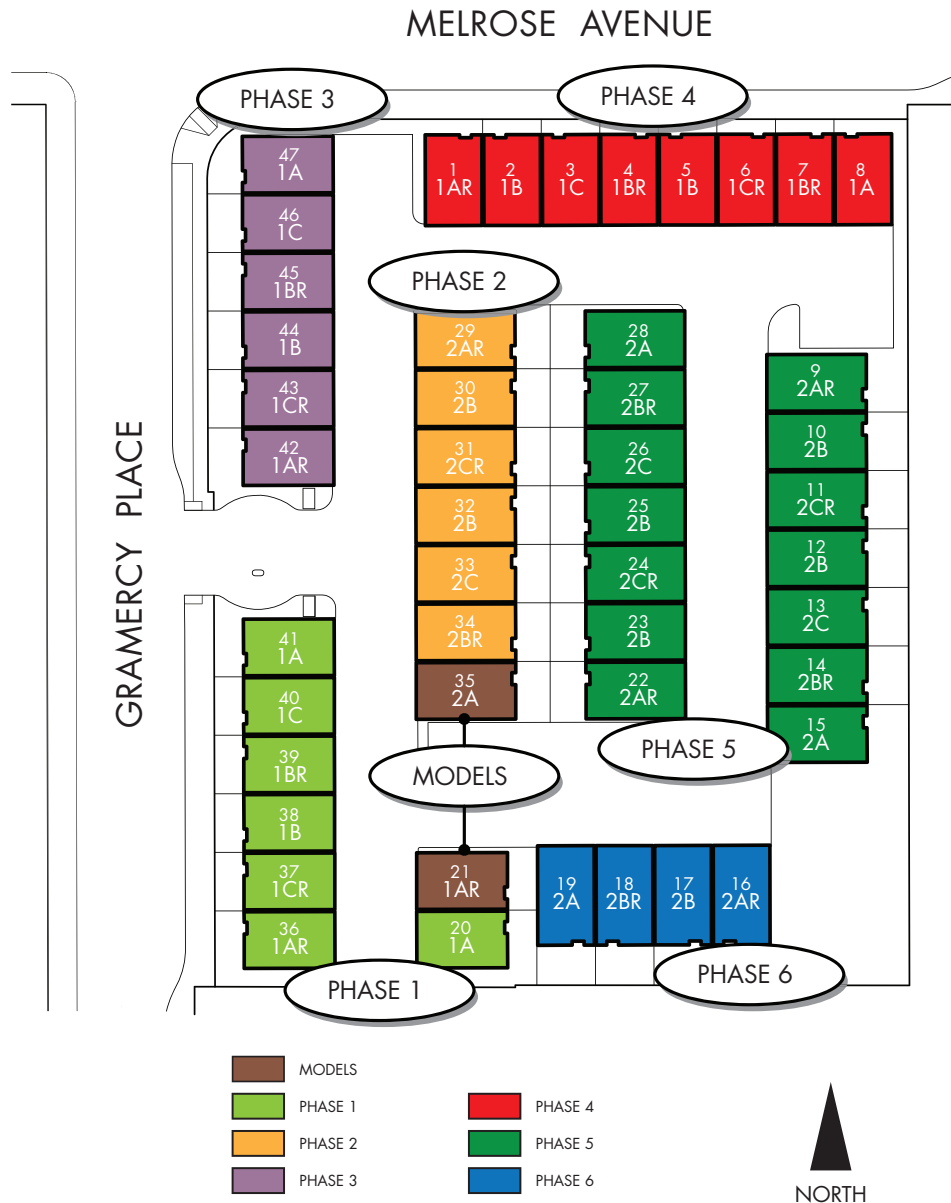 MELROSE AVENUE
PHASE 3
PHASE 4
47
1A
46
1C
45
1BR
44
1B
43
1CR
42
1AR
1
1AR
2
1B
3
1C
4
1BR
5
1B
6
1CR
7
1BR
8
1A
PHASE 2
29
2AR
30
2B
31
2CR
32
2B
33
2C
34
2BR
35
2A
28
2A
27
2BR
26
2C
25
2B
24
2CR
23
2B
22
2AR
9
2AR
10
2B
11
2CR
12
2B
13
2C
14
2BR
15
2A
GRAMERCY PLACE
PHASE 5
MODELS
41
1A
40
1C
39
1BR
38
1B
37
1CR
36
1AR
21
1AR
20
1A
19
2A
18
2BR
17
2B
16
2AR
PHASE 1
PHASE 6
MODELS
PHASE 1
PHASE 2
PHASE 3
PHASE 4
PHASE 5
PHASE 6
NORTH